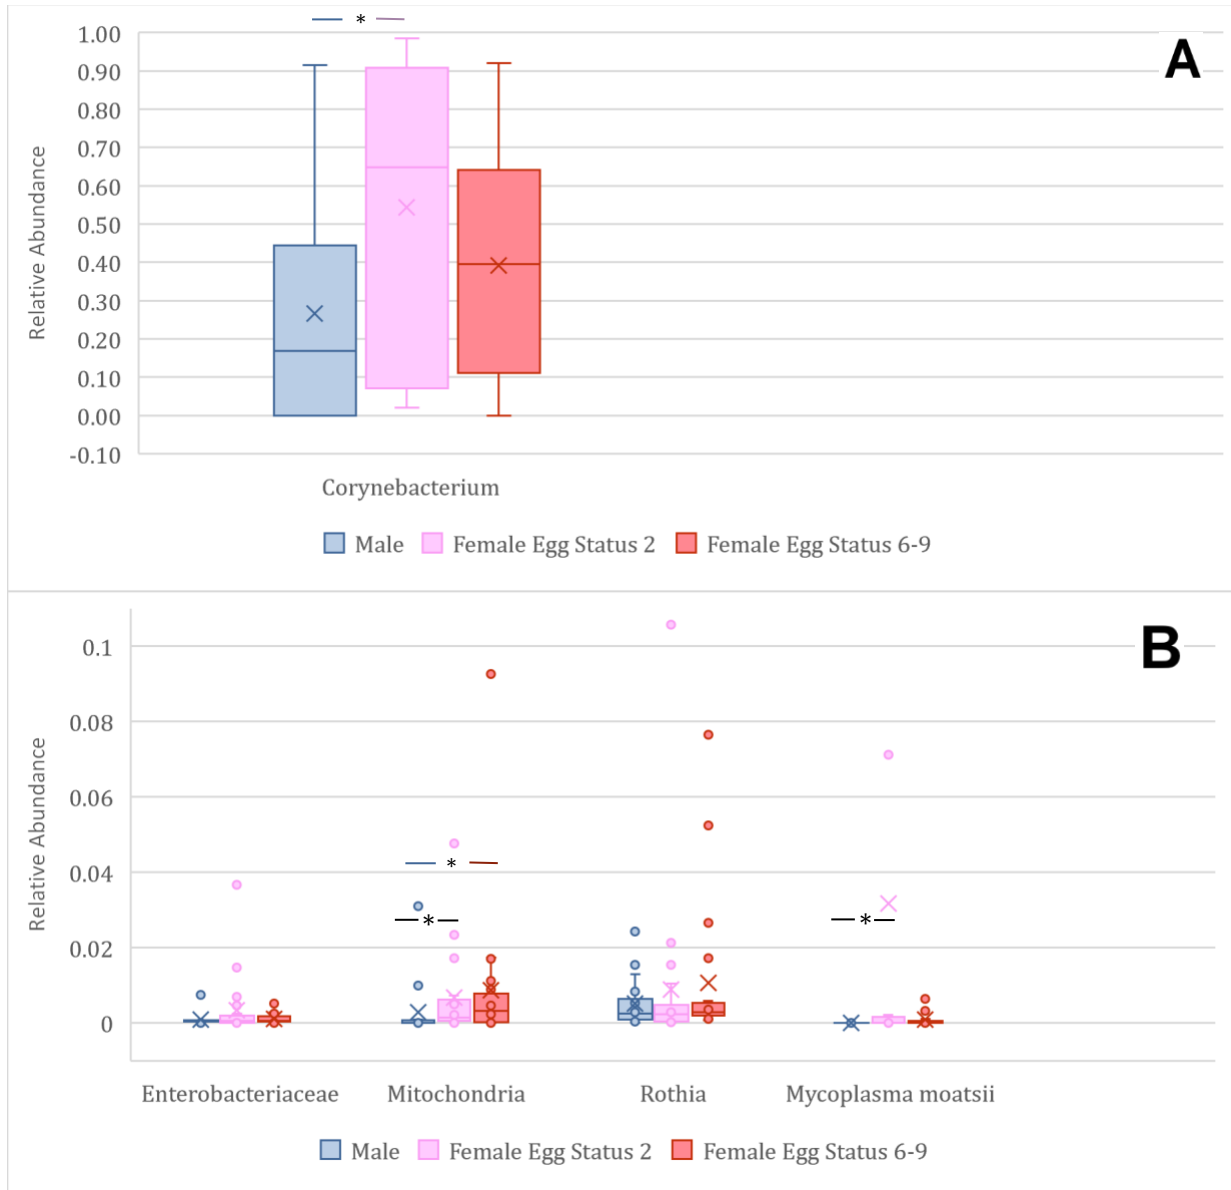 *
A
1.00
0.90
0.80
0.70
0.60
0.50
0.40
0.30
0.20
0.10
0.00
-0.10
Relative Abundance
Corynebacterium
Male Female Egg Status 2 Female Egg Status 6-9
B
0.1
0.08
0.06
0.04
0.02
0
Relative Abundance
*
*
*
Enterobacteriaceae Mitochondria Rothia Mycoplasma moatsii
Male Female Egg Status 2 Female Egg Status 6-9